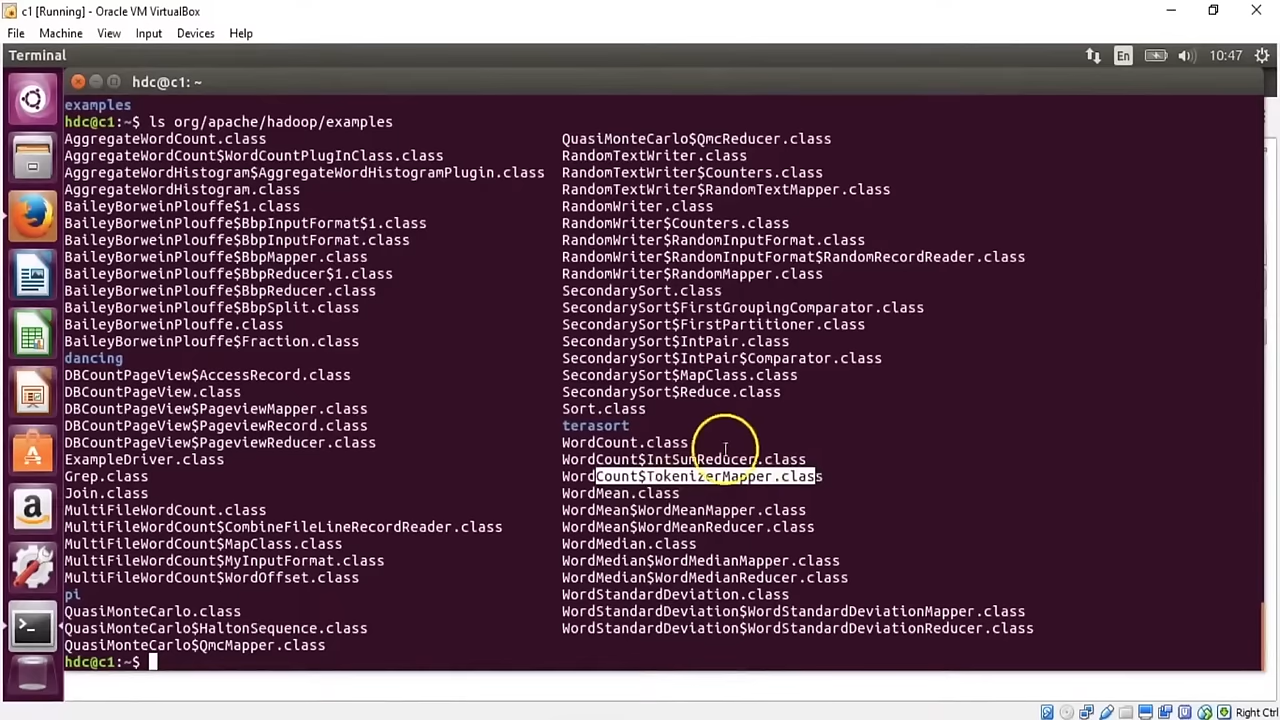 c1 [Running] - Oracle VM VirtualBox
File Machine View Input Devices Help
Terminal En 10:47
hdc@c1: ~
examples
hdc@c1:~$ ls org/apache/hadoop/examples
AggregateWordCount.class QuasiMonteCarlo$QmcReducer.class
AggregateWordCount$WordCountPlugInClass.class RandomTextWriter.class
AggregateWordHistogram$AggregateWordHistogramPlugin.class RandomTextWriter$Counters.class
AggregateWordHistogram.class RandomTextWriter$RandomTextMapper.class
BaileyBorweinPlouffe$1.class RandomWriter.class
BaileyBorweinPlouffe$BbpInputFormat$1.class RandomWriter$Counters.class
BaileyBorweinPlouffe$BbpInputFormat.class RandomWriter$RandomInputFormat.class
BaileyBorweinPlouffe$BbpMapper.class RandomWriter$RandomInputFormat$RandomRecordReader.class
BaileyBorweinPlouffe$BbpReducer$1.class RandomWriter$RandomMapper.class
BaileyBorweinPlouffe$BbpReducer.class SecondarySort.class
BaileyBorweinPlouffe$BbpSplit.class SecondarySort$FirstGroupingComparator.class
BaileyBorweinPlouffe.class SecondarySort$FirstPartitioner.class
BaileyBorweinPlouffe$Fraction.class SecondarySort$IntPair.class
dancing SecondarySort$IntPair$Comparator.class
DBCountPageView$AccessRecord.class SecondarySort$MapClass.class
DBCountPageView.class SecondarySort$Reduce.class
DBCountPageView$PageviewMapper.class Sort.class
DBCountPageView$PageviewRecord.class terasort
DBCountPageView$PageviewReducer.class WordCount.class
ExampleDriver.class WordCount$IntSumReducer.class
Grep.class WordCount$TokenizerMapper.class
Join.class WordMean.class
MultiFileWordCount.class WordMean$WordMeanMapper.class
MultiFileWordCount$CombineFileLineRecordReader.class WordMean$WordMeanReducer.class
MultiFileWordCount$MapClass.class WordMedian.class
MultiFileWordCount$MyInputFormat.class WordMedian$WordMedianMapper.class
MultiFileWordCount$WordOffset.class WordMedian$WordMedianReducer.class
pi WordStandardDeviation.class
QuasiMonteCarlo.class WordStandardDeviation$WordStandardDeviationMapper.class
QuasiMonteCarlo$HaltonSequence.class WordStandardDeviation$WordStandardDeviationReducer.class
QuasiMonteCarlo$QmcMapper.class
hdc@c1:~$
Right Ctrl